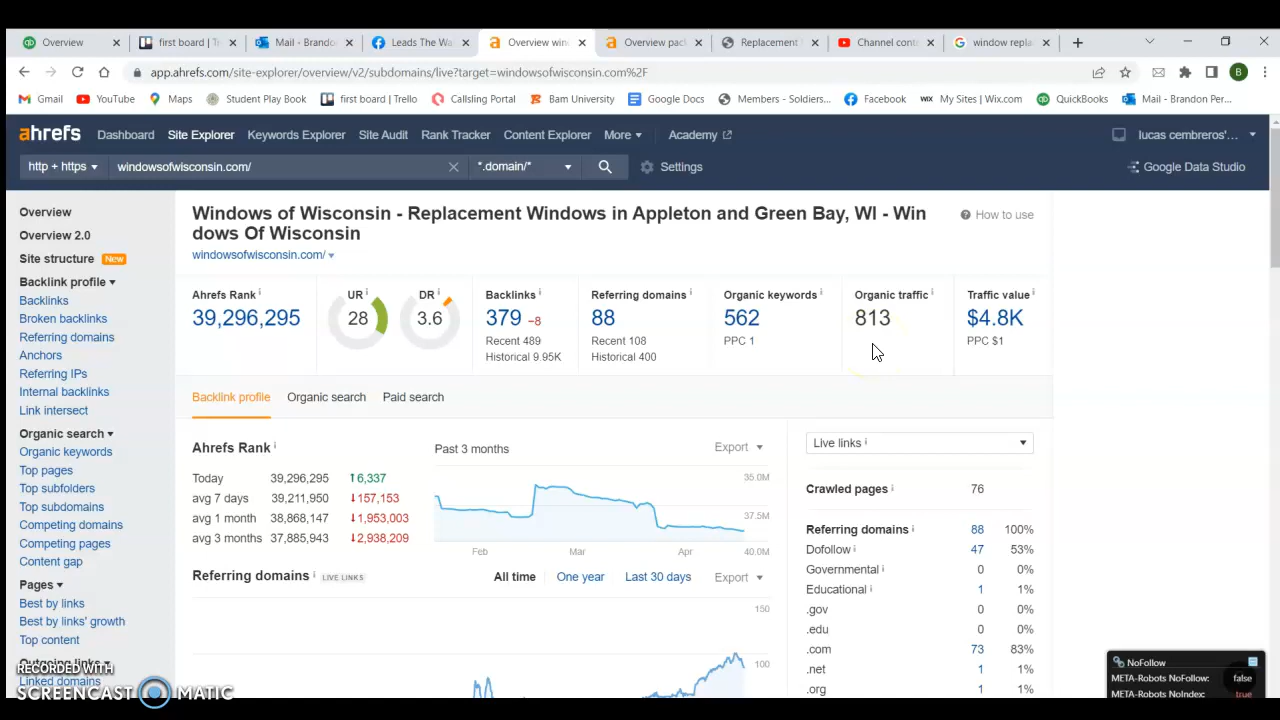 Overview
first board | Tr
Mail - Brando
Leads The Wa
Overview win
Overview pac
Replacement
Channel cont
window repla
app.ahrefs.com/site-explorer/overview/v2/subdomains/live?target=windowsofwisconsin.com%2F
B
Gmail
YouTube
Maps
Student Play Book
first board | Trello
Callsling Portal
Bam University
Google Docs
Members - Soldiers...
Facebook
WIX My Sites | Wix.com
QuickBooks
Mail - Brandon Per...
ahrefs
Dashboard
Site Explorer
Keywords Explorer
Site Audit
Rank Tracker
Content Explorer
More
Academy
lucas cembreros'...
http + https
windowsofwisconsin.com/
*.domain/*
Settings
Google Data Studio
Overview
Overview 2.0
Site structure New
Backlink profile
Backlinks
Broken backlinks
Referring domains
Anchors
Referring IPs
Internal backlinks
Link intersect
Organic search
Organic keywords
Top pages
Top subfolders
Top subdomains
Competing domains
Competing pages
Content gap
Pages
Best by links
Best by links' growth
Top content
Outgoing links
Linked domains
Windows of Wisconsin - Replacement Windows in Appleton and Green Bay, WI - Win
dows Of Wisconsin
How to use
windowsofwisconsin.com/
Ahrefs Rank
39,296,295
UR
28
DR
3.6
Backlinks
379 -8
Recent 489
Historical 9.95K
Referring domains
88
Recent 108
Historical 400
Organic keywords
562
PPC 1
Organic traffic
813
Traffic value
$4.8K
PPC $1
Backlink profile
Organic search
Paid search
Ahrefs Rank
Today 39,296,295 ↑6,337
avg 7 days 39,211,950 ↓157,153
avg 1 month 38,868,147 ↓1,953,003
avg 3 months 37,885,943 ↓2,938,209
Past 3 months
Export
35.0M
37.5M
40.0M
Feb Mar Apr
Referring domains LIVE LINKS
All time
One year
Last 30 days
Export
150
100
Live links
Crawled pages 76
Referring domains 88 100%
Dofollow 47 53%
Governmental 0 0%
Educational 1 1%
.gov 0 0%
.edu 0 0%
.com 73 83%
.net 1 1%
.org 1 1%
NoFollow
META-Robots NoFollow: false
META-Robots NoIndex: true
RECORDED WITH
SCREENCAST MATIC